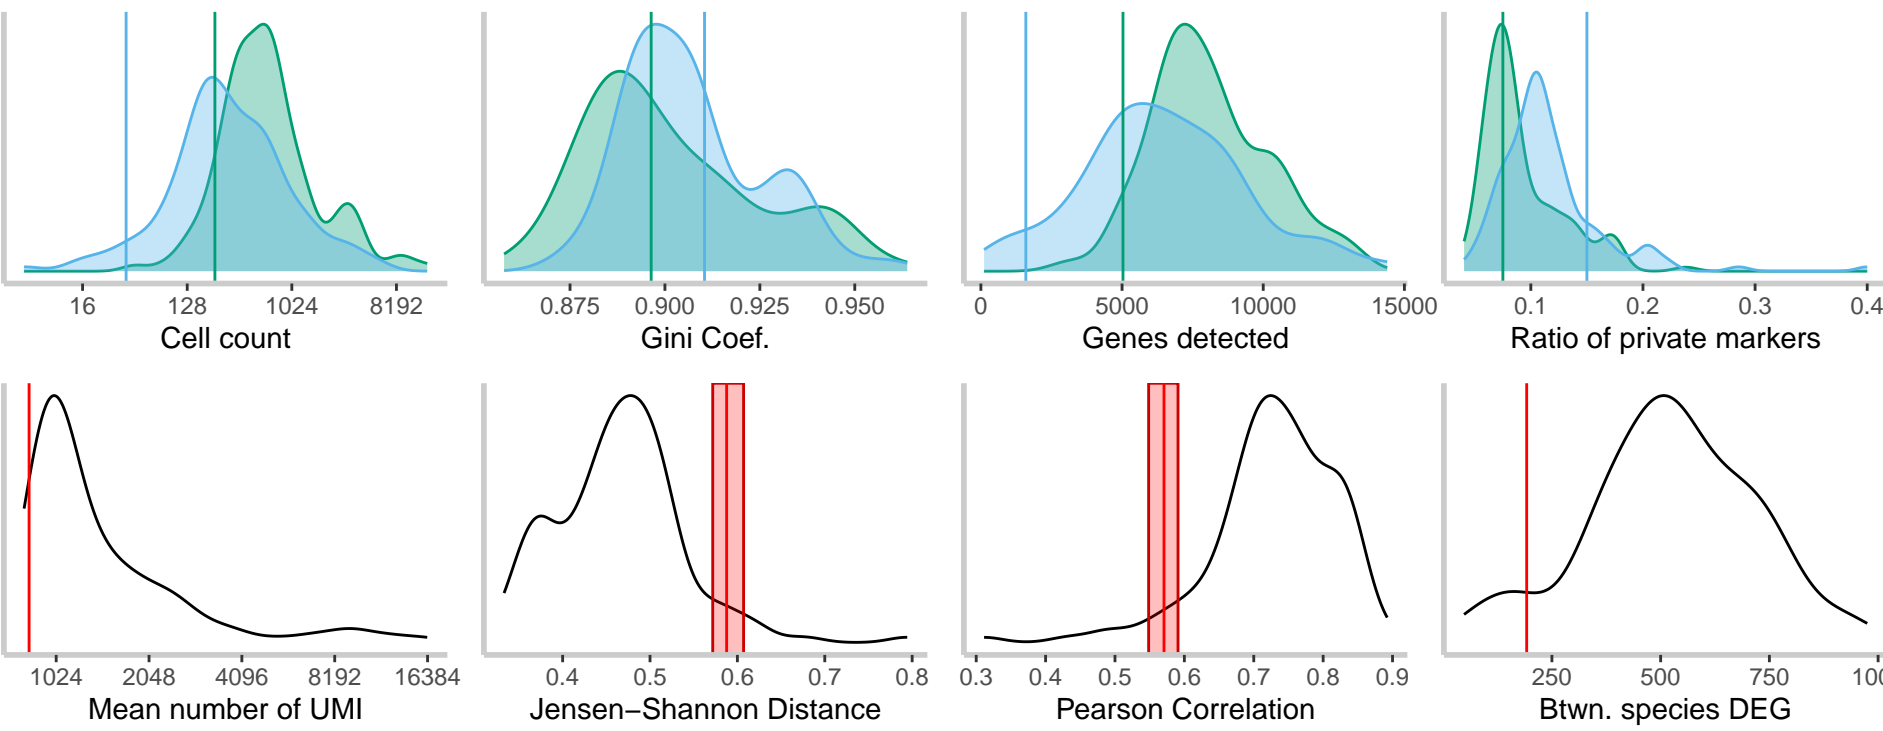 16 128 1024 8192
Cell count
0.875 0.900 0.925 0.950
Gini Coef.
0 5000 10000 15000
Genes detected
0.1 0.2 0.3 0.4
Ratio of private markers
1024 2048 4096 8192 16384
Mean number of UMI
0.4 0.5 0.6 0.7 0.8
Jensen−Shannon Distance
0.3 0.4 0.5 0.6 0.7 0.8 0.9
Pearson Correlation
250 500 750 100
Btwn. species DEG